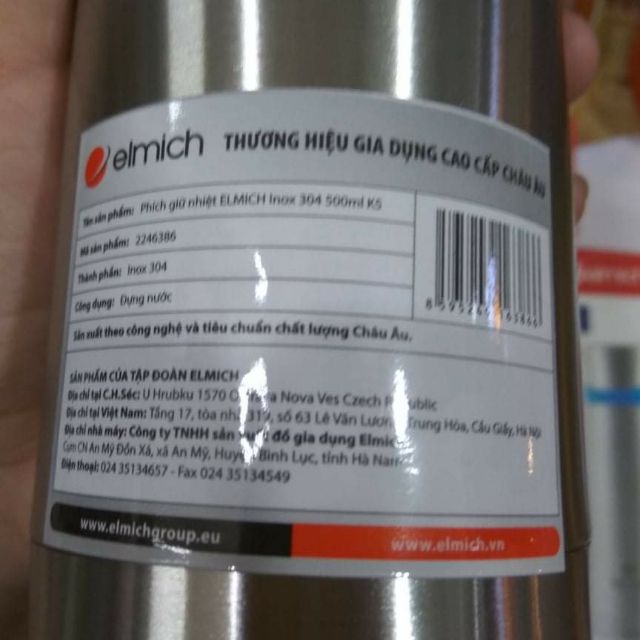 elmich THƯƠNG HIỆU GIA DỤNG CAO CẤP CHÂU ÂU
Tên sản phẩm: Phích giữ nhiệt ELMICH Inox 304 500ml K5
Mã sản phẩm: 2246386
Thành phần: Inox 304
Công dụng: Đựng nước
Sản xuất theo công nghệ và tiêu chuẩn chất lượng Châu Âu.
SẢN PHẨM CỦA TẬP ĐOÀN ELMICH
Địa chỉ tại C.H.Séc: U Hrubku 1570 Nova Ves Czech Republic
Địa chỉ tại Việt Nam: Tầng 17, tòa nhà 319, số 63 Lê Văn Lương, Trung Hòa, Cầu Giấy, Hà Nội
Địa chỉ nhà máy: Công ty TNHH sản xuất đồ gia dụng Elmich
Cụm CN An Mỹ Đồn Xá, xã An Mỹ, Huyện Bình Lục, tỉnh Hà Nam
Điện thoại: 024 35134657 - Fax 024 35134549
www.elmichgroup.eu
www.elmich.vn